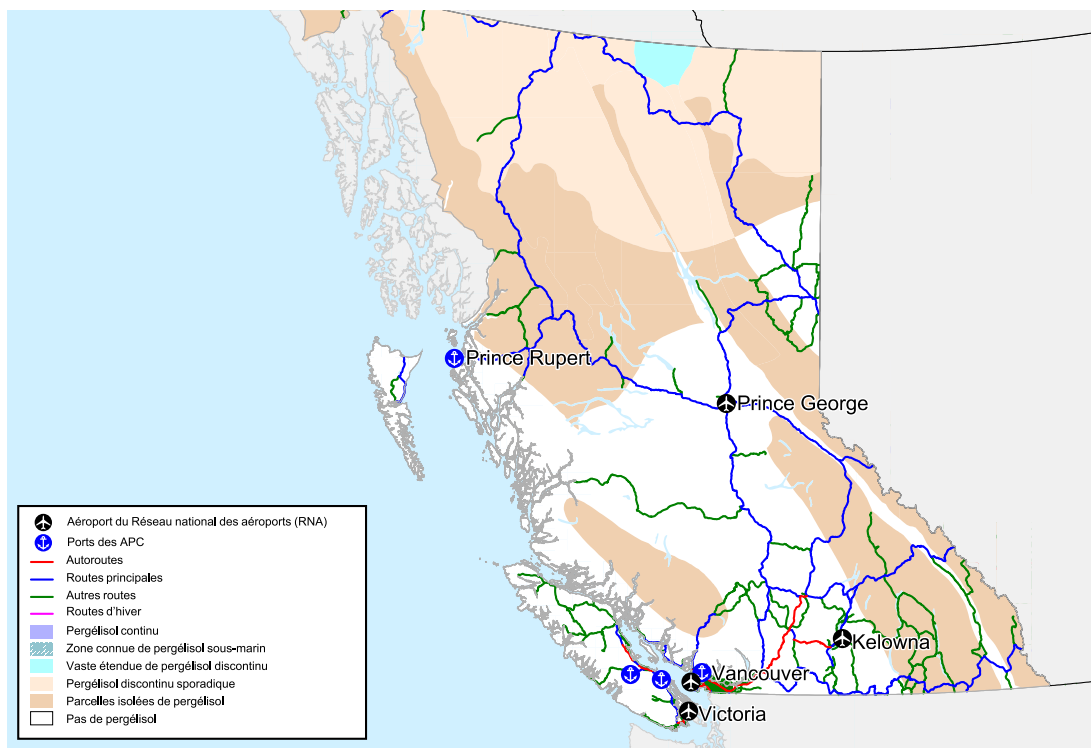 Prince Rupert
Prince George
Kelowna
Vancouver
Victoria
Aéroport du Réseau national des aéroports (RNA)
Ports des APC
Autoroutes
Routes principales
Autres routes
Routes d'hiver
Pergélisol continu
Zone connue de pergélisol sous-marin
Vaste étendue de pergélisol discontinu
Pergélisol discontinu sporadique
Parcelles isolées de pergélisol
Pas de pergélisol